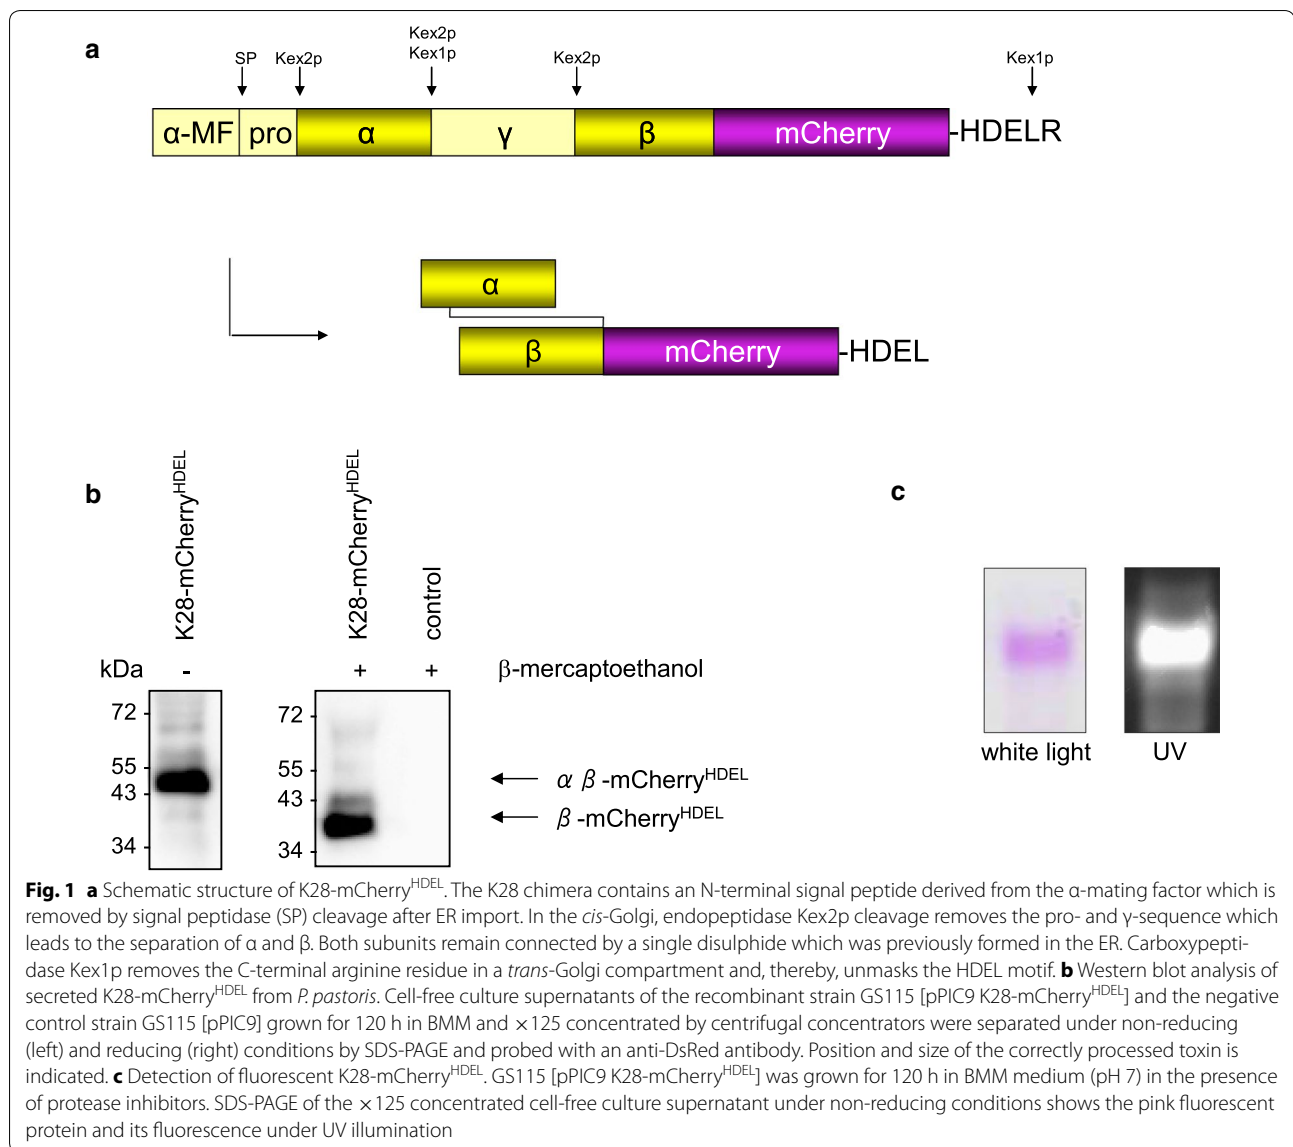 a
SP
Kex2p
Kex2p
Kex1p
Kex2p
Kex1p
α-MF pro α γ β mCherry -HDELR
α
β mCherry -HDEL
b
K28-mCherryHDEL
K28-mCherryHDEL
control
kDa - + + β-mercaptoethanol
72
55
43
34
72
55
43
34
α β -mCherryHDEL
β -mCherryHDEL
c
white light UV
Fig. 1 a Schematic structure of K28-mCherryHDEL. The K28 chimera contains an N-terminal signal peptide derived from the α-mating factor which is
removed by signal peptidase (SP) cleavage after ER import. In the cis-Golgi, endopeptidase Kex2p cleavage removes the pro- and γ-sequence which
leads to the separation of α and β. Both subunits remain connected by a single disulphide which was previously formed in the ER. Carboxypepti-
dase Kex1p removes the C-terminal arginine residue in a trans-Golgi compartment and, thereby, unmasks the HDEL motif. b Western blot analysis of
secreted K28-mCherryHDEL from P. pastoris. Cell-free culture supernatants of the recombinant strain GS115 [pPIC9 K28-mCherryHDEL] and the negative
control strain GS115 [pPIC9] grown for 120 h in BMM and ×125 concentrated by centrifugal concentrators were separated under non-reducing
(left) and reducing (right) conditions by SDS-PAGE and probed with an anti-DsRed antibody. Position and size of the correctly processed toxin is
indicated. c Detection of fluorescent K28-mCherryHDEL. GS115 [pPIC9 K28-mCherryHDEL] was grown for 120 h in BMM medium (pH 7) in the presence
of protease inhibitors. SDS-PAGE of the ×125 concentrated cell-free culture supernatant under non-reducing conditions shows the pink fluorescent
protein and its fluorescence under UV illumination